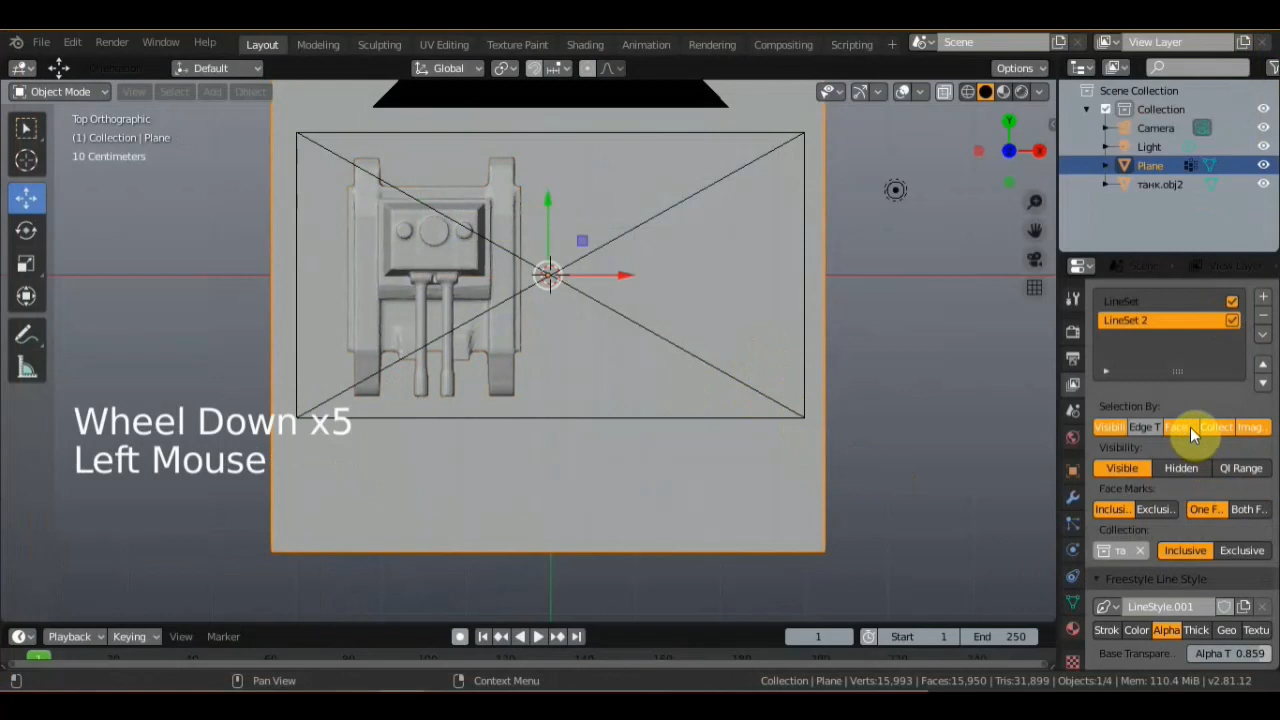 File Edit Render Window Help Layout Modeling Sculpting UV Editing Texture Paint Shading Animation Rendering Compositing Scripting + Scene View Layer
Default Global Options
Object Mode View Select Add Object
Top Orthographic
(1) Collection | Plane
10 Centimeters
Y
X
Z
Scene Collection
Collection
Camera
Light
Plane
танк.obj2
Scene View Layer
LineSet
LineSet 2
Selection By:
Visibil Edge T Face Collect Imag..
Visibility:
Visible Hidden QI Range
Face Marks:
Inclusi.. Exclusi.. One F.. Both F..
Collection:
та Inclusive Exclusive
Freestyle Line Style
LineStyle.001
Strok Color Alpha Thick Geo Textu
Base Transpare.. Alpha T 0.859
Wheel Down x5
Left Mouse
Playback Keying View Marker 1 Start 1 End 250
1
Pan View Context Menu Collection | Plane | Verts:15,993 | Faces:15,950 | Tris:31,899 | Objects:1/4 | Mem: 110.4 MiB | v2.81.12